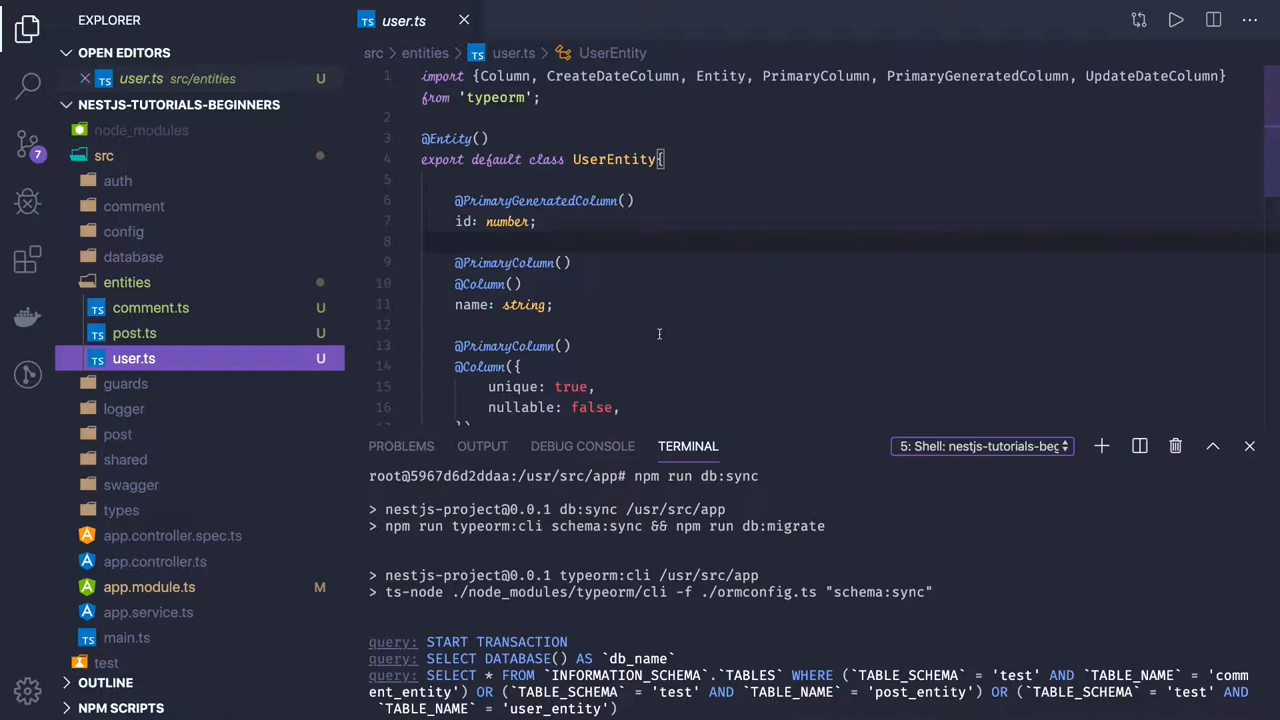 EXPLORER
OPEN EDITORS
TS user.ts src/entities U
NESTJS-TUTORIALS-BEGINNERS
node_modules
src
auth
comment
config
database
entities
TS comment.ts U
TS post.ts U
TS user.ts U
guards
logger
post
shared
swagger
types
app.controller.spec.ts
app.controller.ts
app.module.ts M
app.service.ts
main.ts
test
OUTLINE
NPM SCRIPTS
7
TS user.ts
src > entities > TS user.ts > UserEntity
1 import {Column, CreateDateColumn, Entity, PrimaryColumn, PrimaryGeneratedColumn, UpdateDateColumn}
from 'typeorm';
2
3 @Entity()
4 export default class UserEntity{
5
6 @PrimaryGeneratedColumn()
7 id: number;
8
9 @PrimaryColumn()
10 @Column()
11 name: string;
12
13 @PrimaryColumn()
14 @Column({
15 unique: true,
16 nullable: false,
})
PROBLEMS OUTPUT DEBUG CONSOLE TERMINAL 5: Shell: nestjs-tutorials-beg
root@5967d6d2ddaa:/usr/src/app# npm run db:sync
> nestjs-project@0.0.1 db:sync /usr/src/app
> npm run typeorm:cli schema:sync && npm run db:migrate
> nestjs-project@0.0.1 typeorm:cli /usr/src/app
> ts-node ./node_modules/typeorm/cli -f ./ormconfig.ts "schema:sync"
query: START TRANSACTION
query: SELECT DATABASE() AS `db_name`
query: SELECT * FROM `INFORMATION_SCHEMA`.`TABLES` WHERE (`TABLE_SCHEMA` = 'test' AND `TABLE_NAME` = 'comm
ent_entity') OR (`TABLE_SCHEMA` = 'test' AND `TABLE_NAME` = 'post_entity') OR (`TABLE_SCHEMA` = 'test' AND
`TABLE_NAME` = 'user_entity')